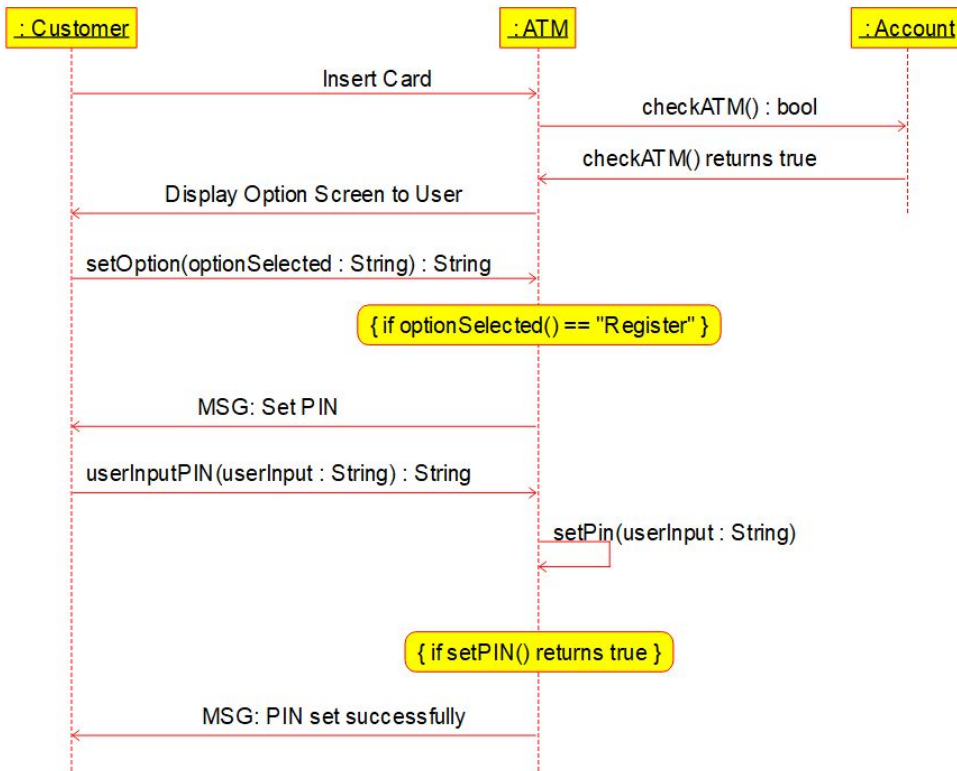 : Customer
: ATM
: Account
Insert Card
checkATM() : bool
checkATM() returns true
Display Option Screen to User
setOption(optionSelected : String) : String
{ if optionSelected() == "Register" }
MSG: Set PIN
userInputPIN(userInput : String) : String
setPin(userInput : String)
{ if setPIN() returns true }
MSG: PIN set successfully